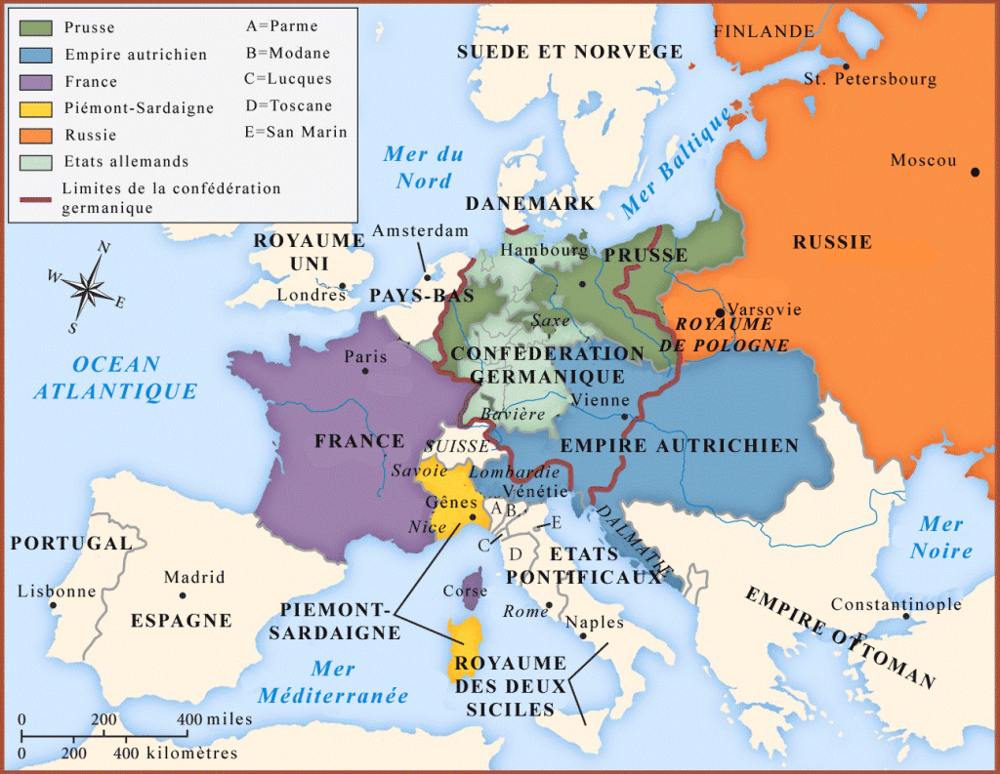 Prusse
Empire autrichien
France
Piémont-Sardaigne
Russie
Etats allemands
Limites de la confédération
germanique
A=Parme
B=Modane
C=Lucques
D=Toscane
E=San Marin
SUEDE ET NORVEGE
FINLANDE
St. Petersbourg
Moscou
Mer du
Nord
Mer Baltique
DANEMARK
ROYAUME
UNI
Londres
Amsterdam
PAYS-BAS
Hambourg
PRUSSE
RUSSIE
Varsovie
ROYAUME
DE POLOGNE
N
W
E
S
OCEAN
ATLANTIQUE
Paris
Saxe
CONFEDERATION
GERMANIQUE
Vienne
Bavière
FRANCE
SUISSE
EMPIRE AUTRICHIEN
Savoie
Lombardie
Vénétie
Gênes
Nice
A
B
C
D
E
DALMATIE
Mer
Noire
PORTUGAL
Lisbonne
Madrid
ESPAGNE
Corse
ETATS
PONTIFICAUX
Rome
Naples
PIEMONT-
SARDAIGNE
ROYAUME
DES DEUX
SICILES
Mer
Méditerranée
Constantinople
EMPIRE OTTOMAN
0 200 400 miles
0 200 400 kilomètres